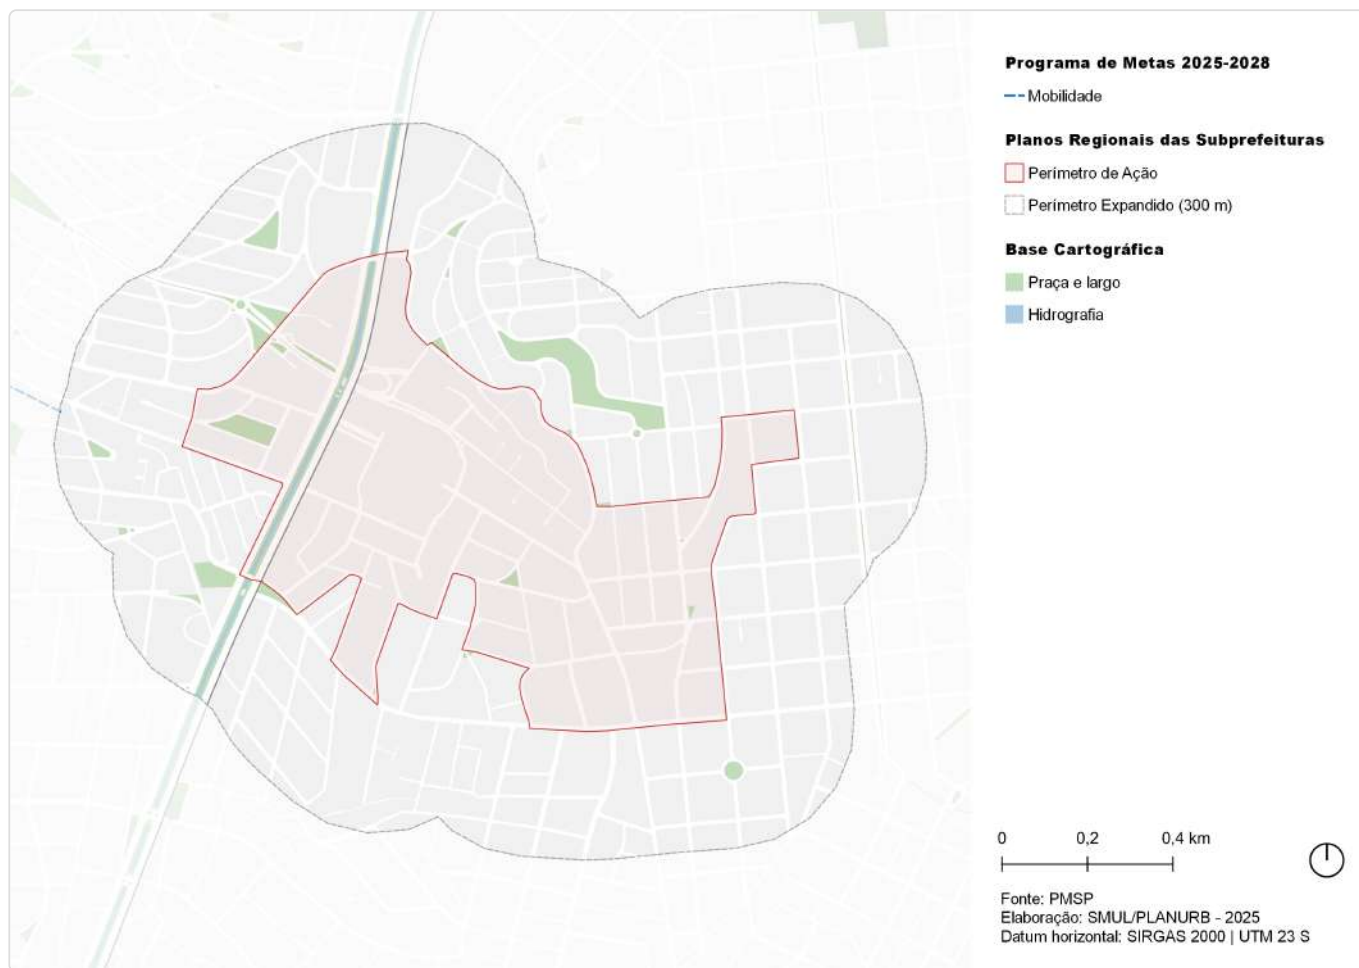 Programa de Metas 2025-2028
Mobilidade
Planos Regionais das Subprefeituras
Perímetro de Ação
Perímetro Expandido (300 m)
Base Cartográfica
Praça e largo
Hidrografia
0 0,2 0,4 km
Fonte: PMSP
Elaboração: SMUL/PLANURB - 2025
Datum horizontal: SIRGAS 2000 | UTM 23 S